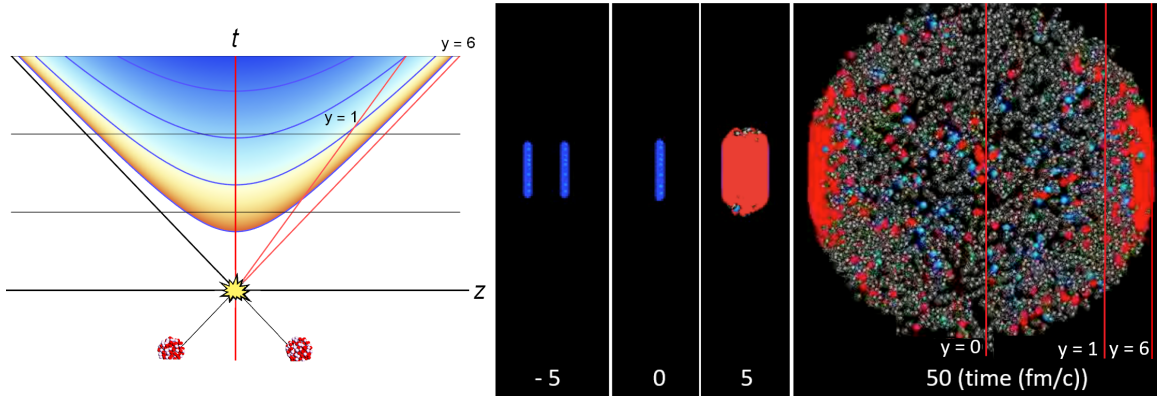 t
y = 6
y = 1
z
- 5
0
5
y = 0
y = 1
y = 6
50 (time (fm/c))